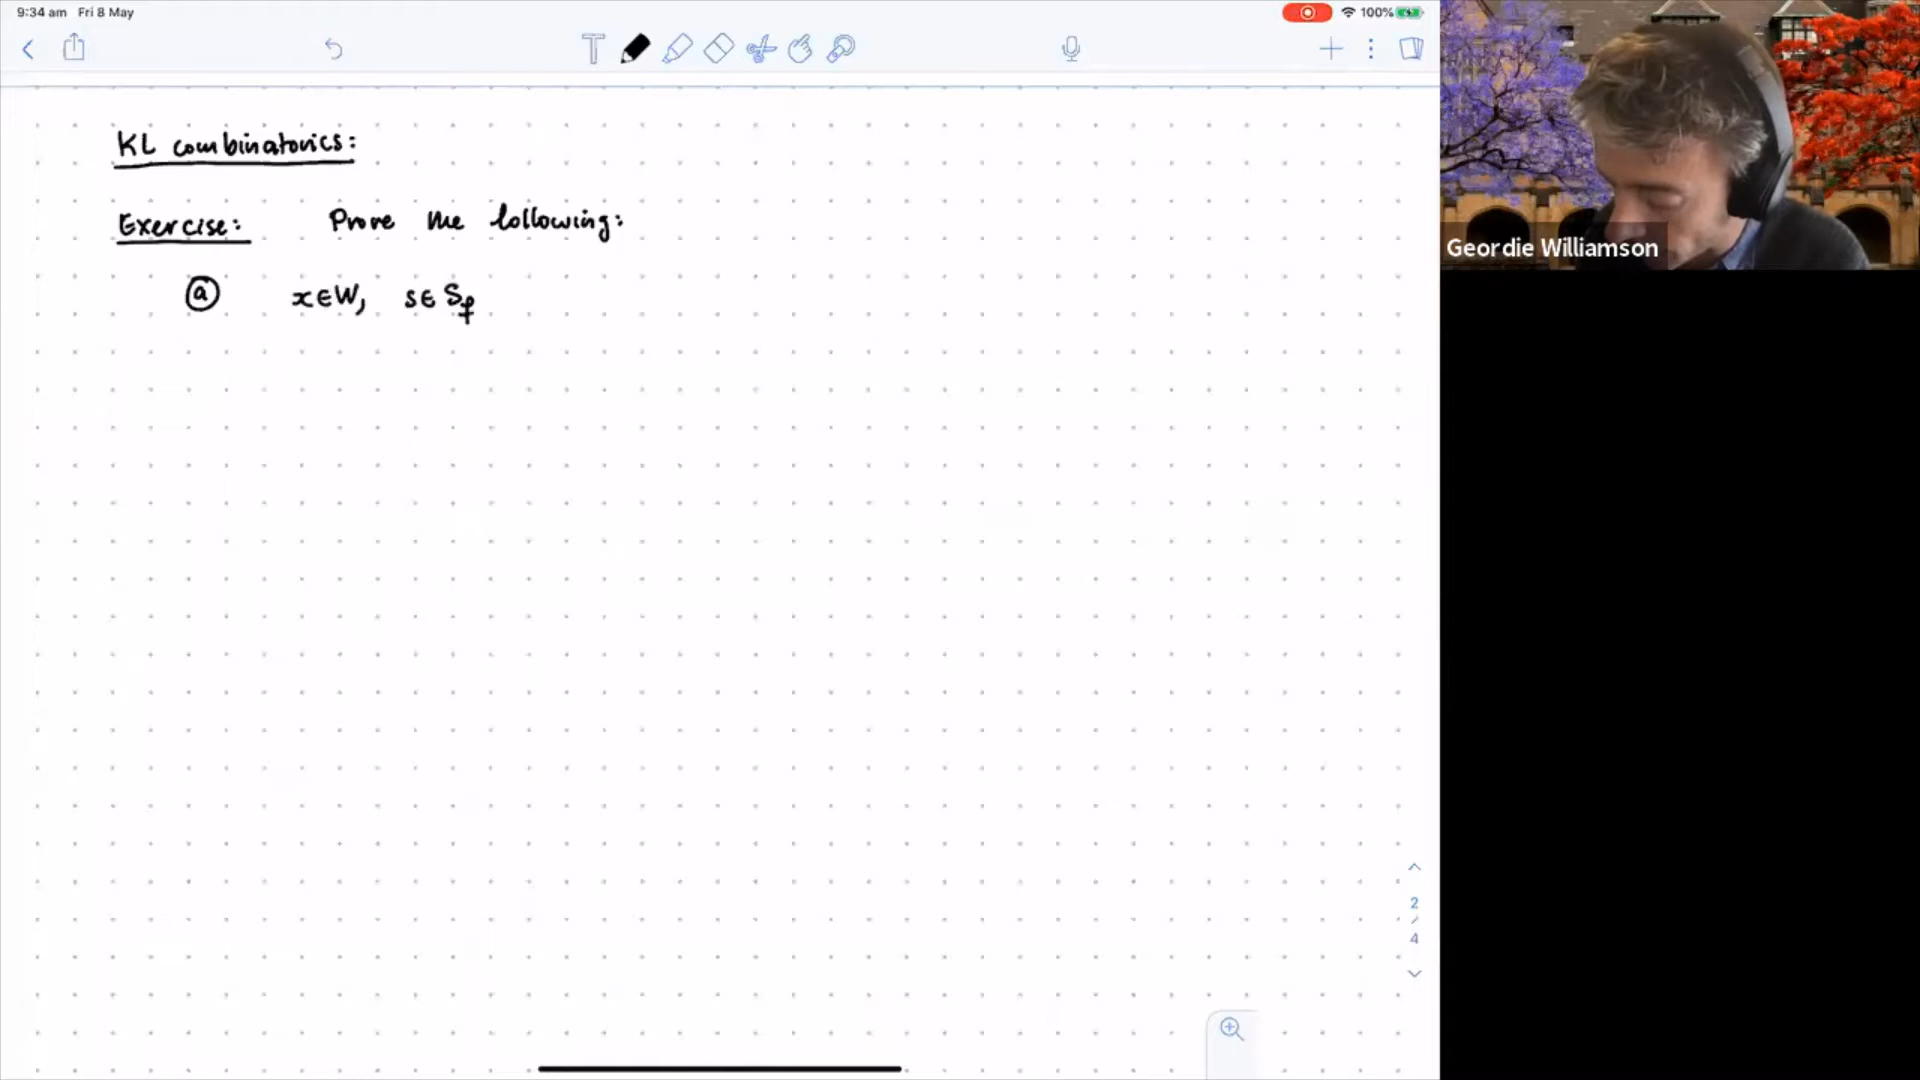 9:34 am Fri 8 May
100%
KL combinatorics:
Exercise: Prove the following:
ⓐ x∈W, s∈S_f
Geordie Williamson
2
/
4